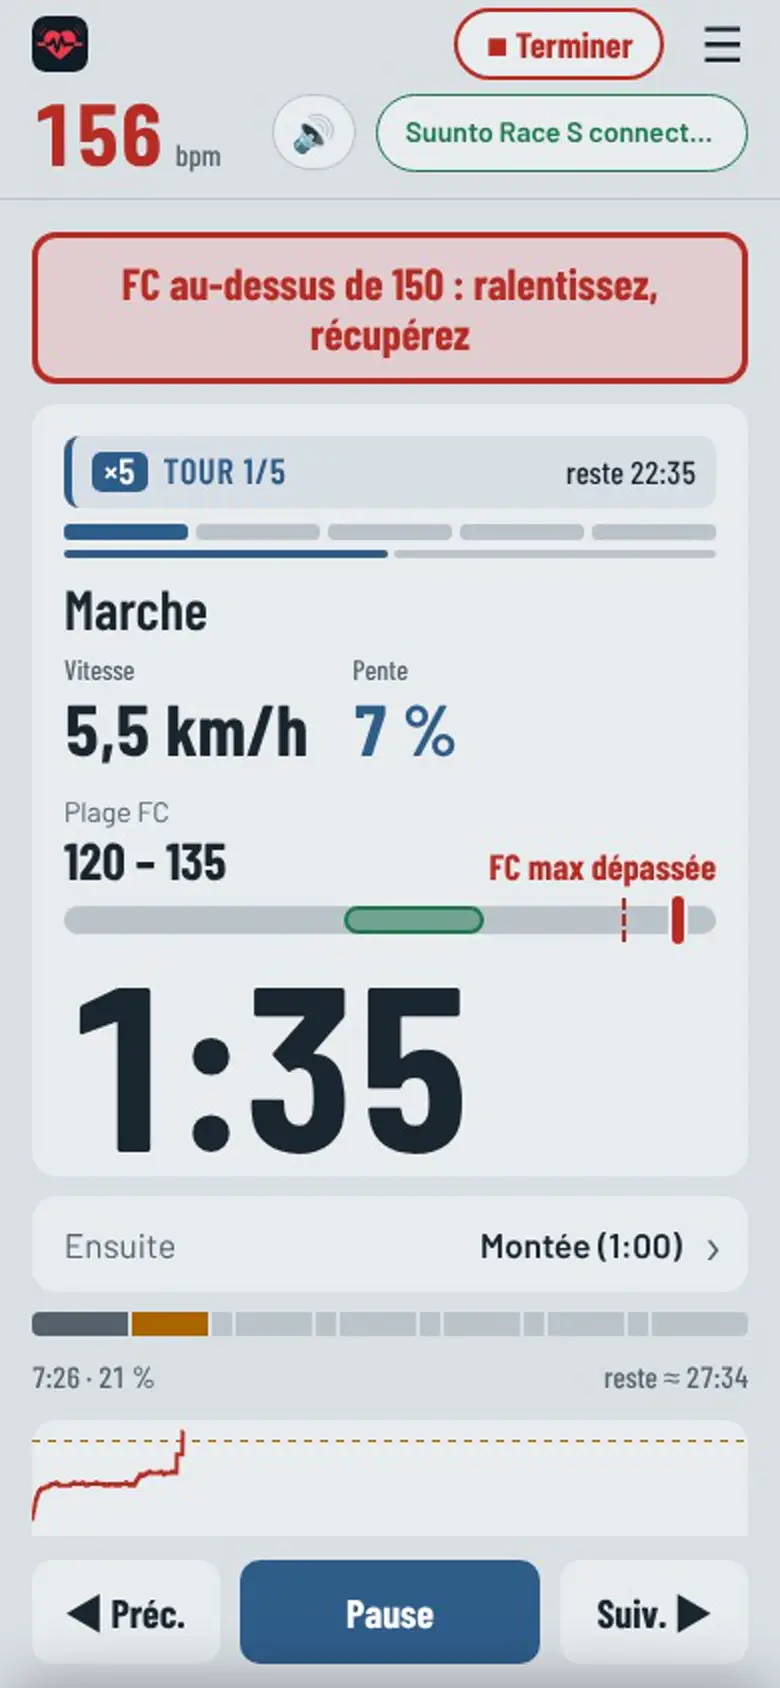 ■ Terminer
156 bpm
Suunto Race S connect...
FC au-dessus de 150 : ralentissez,
récupérez
×5 TOUR 1/5 reste 22:35
Marche
Vitesse Pente
5,5 km/h 7 %
Plage FC
120 – 135 FC max dépassée
1:35
Ensuite Montée (1:00) ›
7:26 · 21 % reste ≈ 27:34
◀ Préc. Pause Suiv. ▶